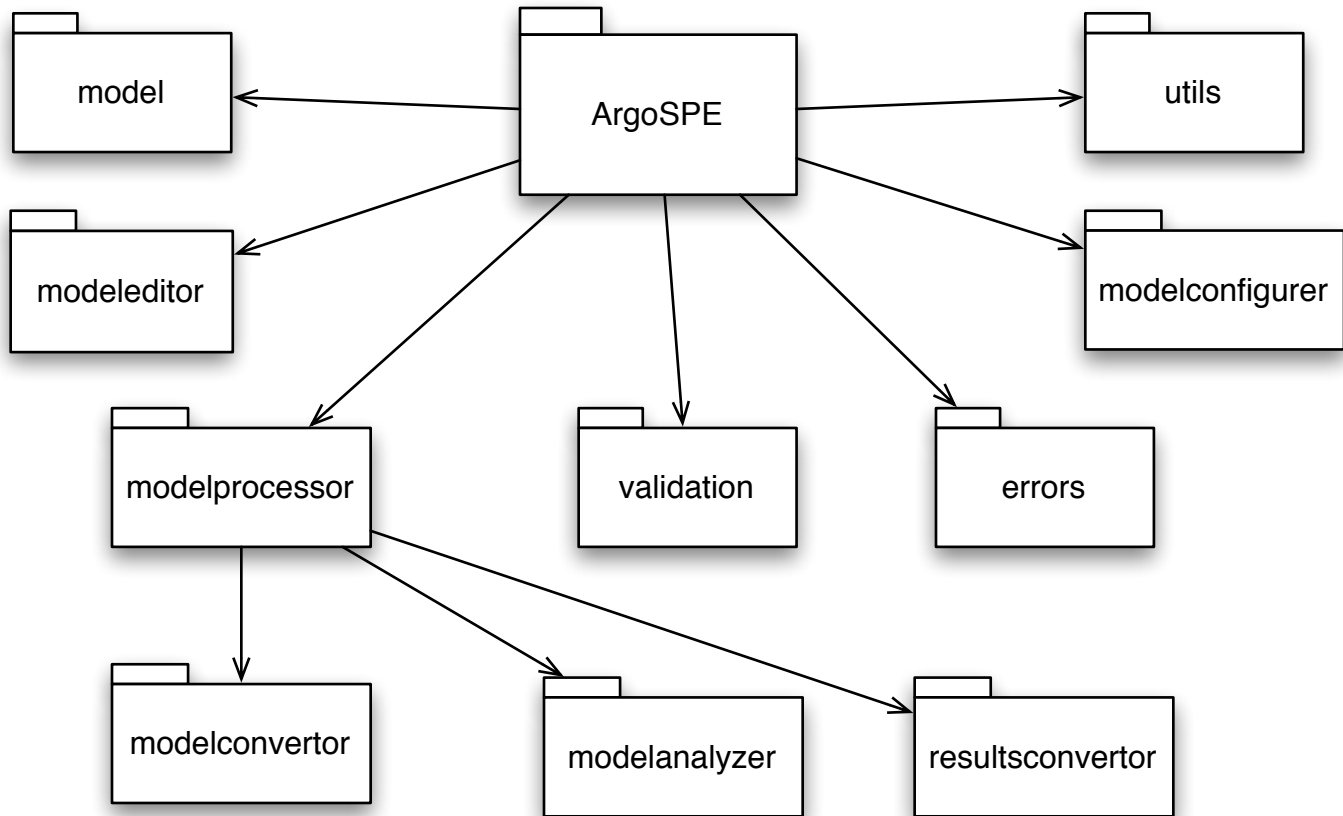 model
ArgoSPE
utils
modeleditor
modelconfigurer
modelprocessor
validation
errors
modelconvertor
modelanalyzer
resultsconvertor